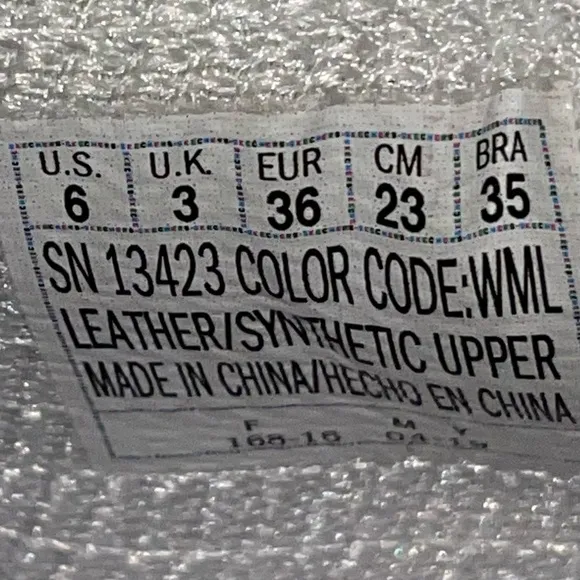 U.S. U.K. EUR CM BRA
6 3 36 23 35
SN 13423 COLOR CODE:WML
LEATHER/SYNTHETIC UPPER
MADE IN CHINA/HECHO EN CHINA
F M Y